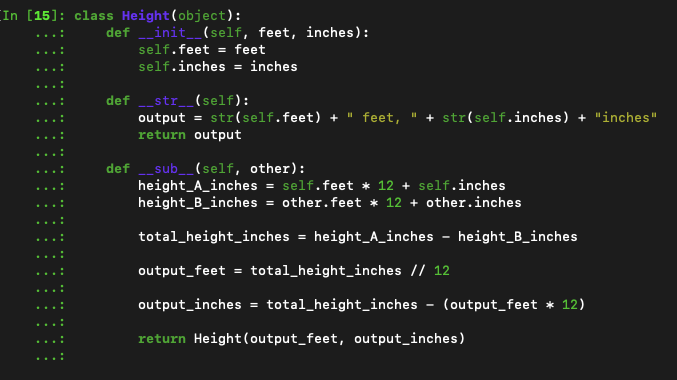 [In [15]: class Height(object):
...:     def __init__(self, feet, inches):
...:         self.feet = feet
...:         self.inches = inches
...:
...:     def __str__(self):
...:         output = str(self.feet) + " feet, " + str(self.inches) + "inches"
...:         return output
...:
...:     def __sub__(self, other):
...:         height_A_inches = self.feet * 12 + self.inches
...:         height_B_inches = other.feet * 12 + other.inches
...:
...:         total_height_inches = height_A_inches - height_B_inches
...:
...:         output_feet = total_height_inches // 12
...:
...:         output_inches = total_height_inches - (output_feet * 12)
...:
...:         return Height(output_feet, output_inches)
...: